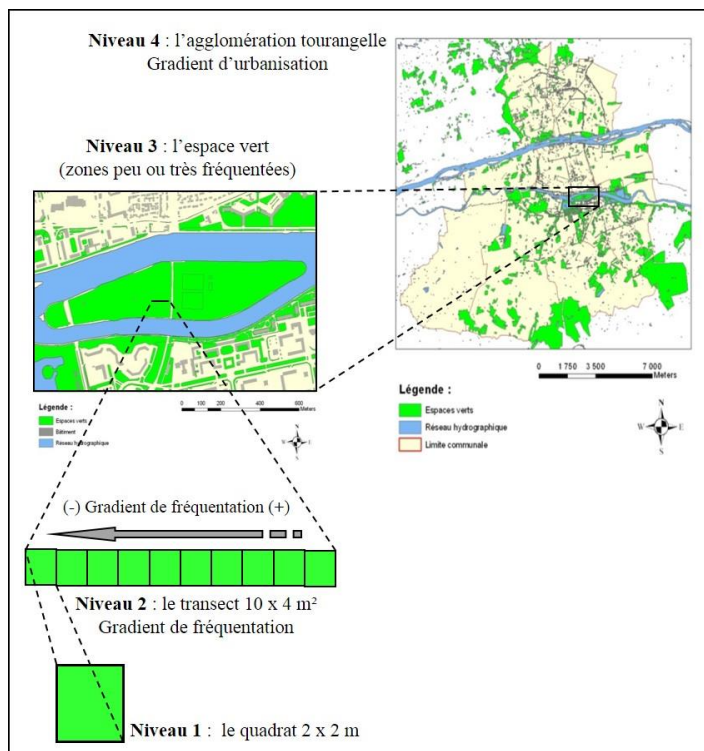 Niveau 4 : l'agglomération tourangelle
Gradient d'urbanisation
Niveau 3 : l'espace vert
(zones peu ou très fréquentées)
0 1 750 3 500 7 000
Meters
Légende :
Espaces verts
Réseau hydrographique
Limite communale
N
W E
S
Légende :
Espaces verts
Bâtiment
Réseau hydrographique
0 100 200 400 600
Meters
N
W E
S
(-) Gradient de fréquentation (+)
Niveau 2 : le transect 10 x 4 m²
Gradient de fréquentation
Niveau 1 : le quadrat 2 x 2 m